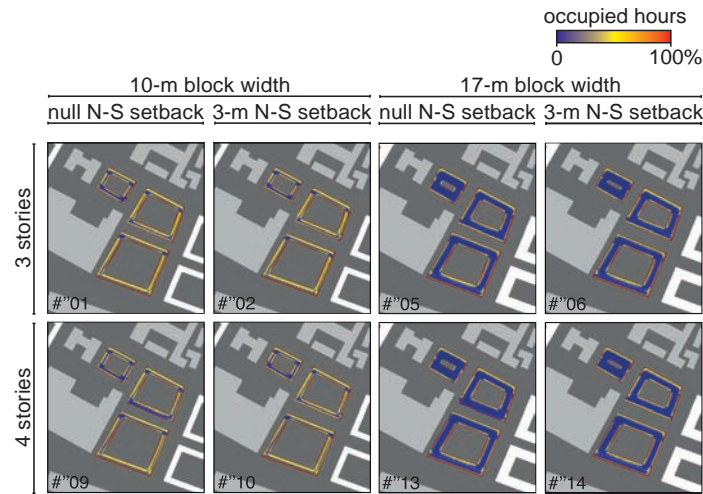 occupied hours
0 100%
10-m block width 17-m block width
null N-S setback 3-m N-S setback null N-S setback 3-m N-S setback
3 stories
#"01 #"02 #"05 #"06
4 stories
#"09 #"10 #"13 #"14